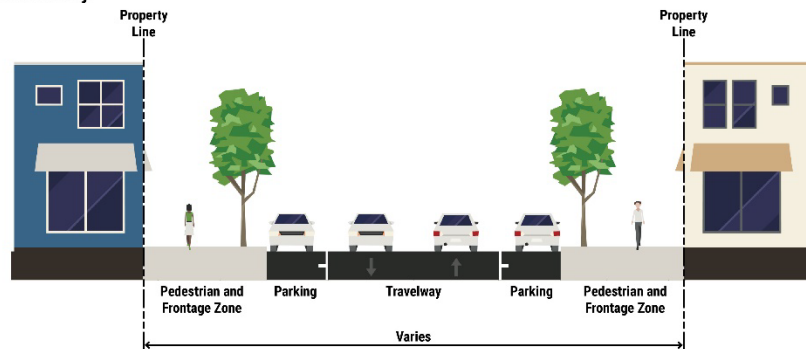 Property
Line
Property
Line
Pedestrian and
Frontage Zone
Parking
Travelway
Parking
Pedestrian and
Frontage Zone
Varies